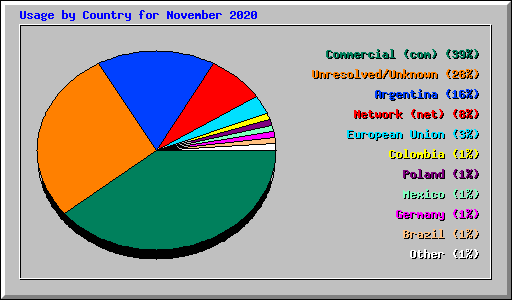 Usage by Country for November 2020
Commercial (com) (39%)
Unresolved/Unknown (28%)
Argentina (16%)
Network (net) (8%)
European Union (3%)
Colombia (1%)
Poland (1%)
Mexico (1%)
Germany (1%)
Brazil (1%)
Other (1%)